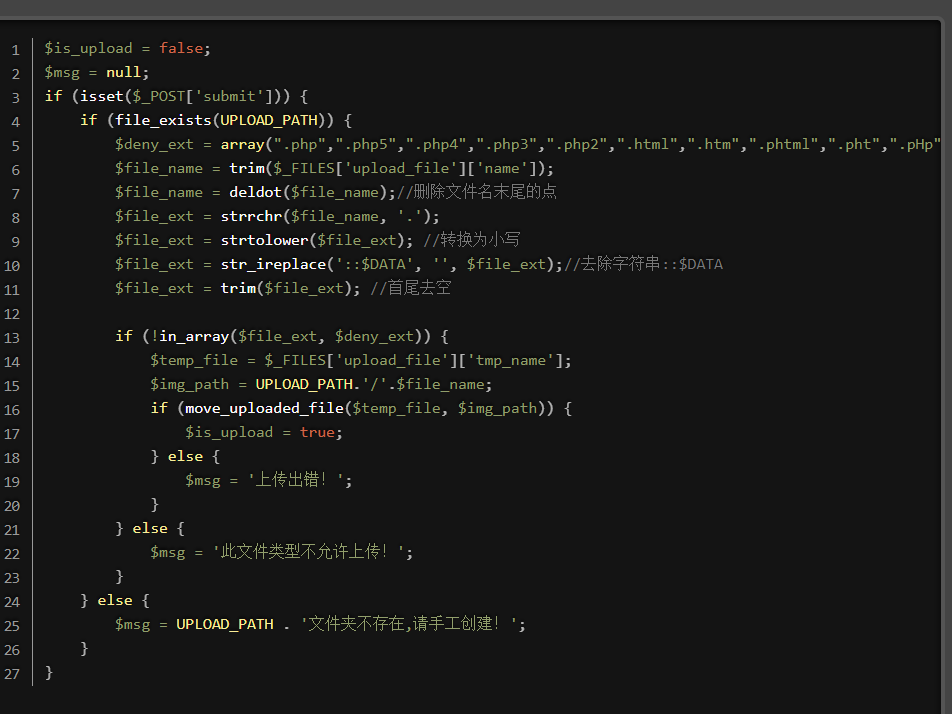 1 $is_upload = false;
2 $msg = null;
3 if (isset($_POST['submit'])) {
4 if (file_exists(UPLOAD_PATH)) {
5 $deny_ext = array(".php",".php5",".php4",".php3",".php2",".html",".htm",".phtml",".pht",".pHp"
6 $file_name = trim($_FILES['upload_file']['name']);
7 $file_name = deldot($file_name);//删除文件名末尾的点
8 $file_ext = strrchr($file_name, '.');
9 $file_ext = strtolower($file_ext); //转换为小写
10 $file_ext = str_ireplace('::$DATA', '', $file_ext);//去除字符串::$DATA
11 $file_ext = trim($file_ext); //首尾去空
12
13 if (!in_array($file_ext, $deny_ext)) {
14 $temp_file = $_FILES['upload_file']['tmp_name'];
15 $img_path = UPLOAD_PATH.'/'.$file_name;
16 if (move_uploaded_file($temp_file, $img_path)) {
17 $is_upload = true;
18 } else {
19 $msg = '上传出错！';
20 }
21 } else {
22 $msg = '此文件类型不允许上传！';
23 }
24 } else {
25 $msg = UPLOAD_PATH . '文件夹不存在,请手工创建！';
26 }
27 }